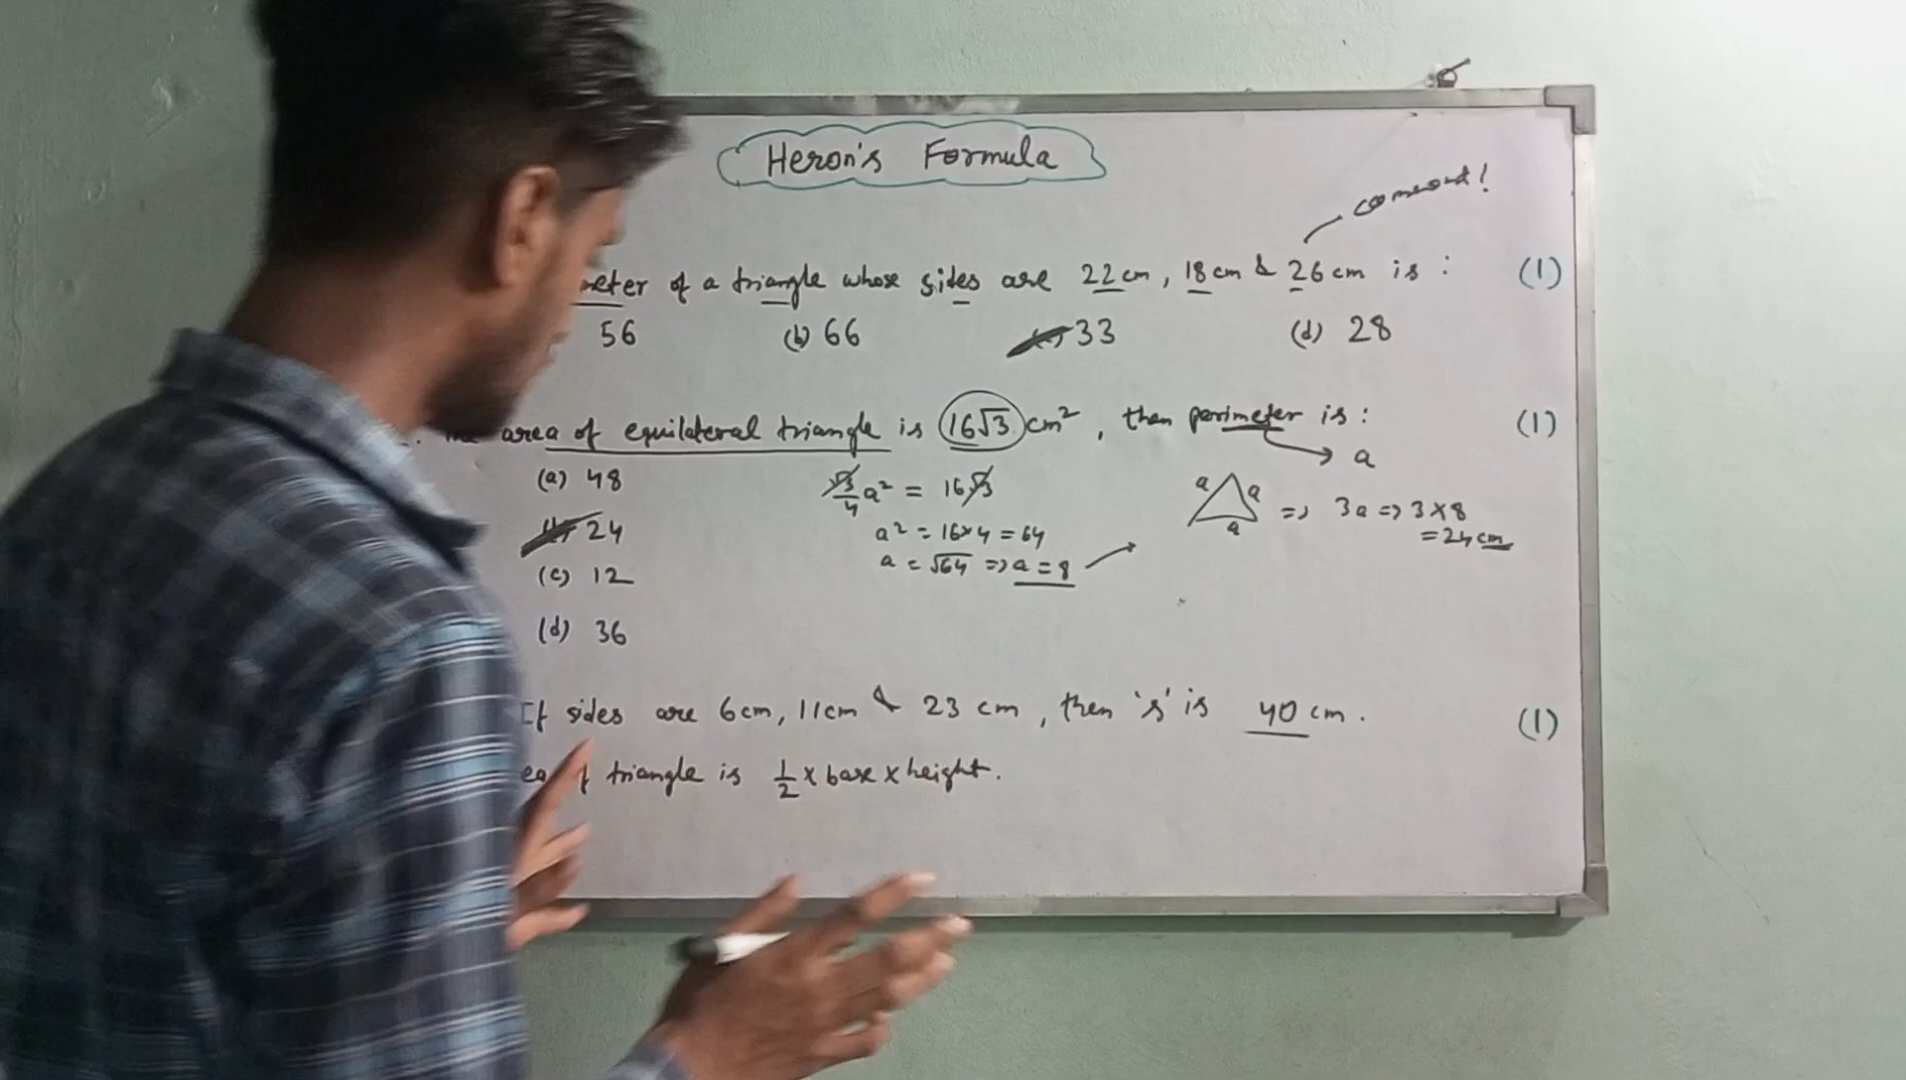 Heron's Formula
meter of a triangle whose sides are 22 cm, 18 cm & 26 cm is : (1)
56 (b) 66 33 (d) 28
area of equilateral triangle is 16√3 cm², then perimeter is : (1)
→ a
(a) 48
√3/4 a² = 16√3
a a a => 3a => 3×8
24
a² = 16×4 = 64
= 24 cm
(c) 12
a = √64 => a = 8
(d) 36
If sides are 6cm, 11cm & 23 cm, then 's' is 40 cm. (1)
triangle is 1/2 × base × height.